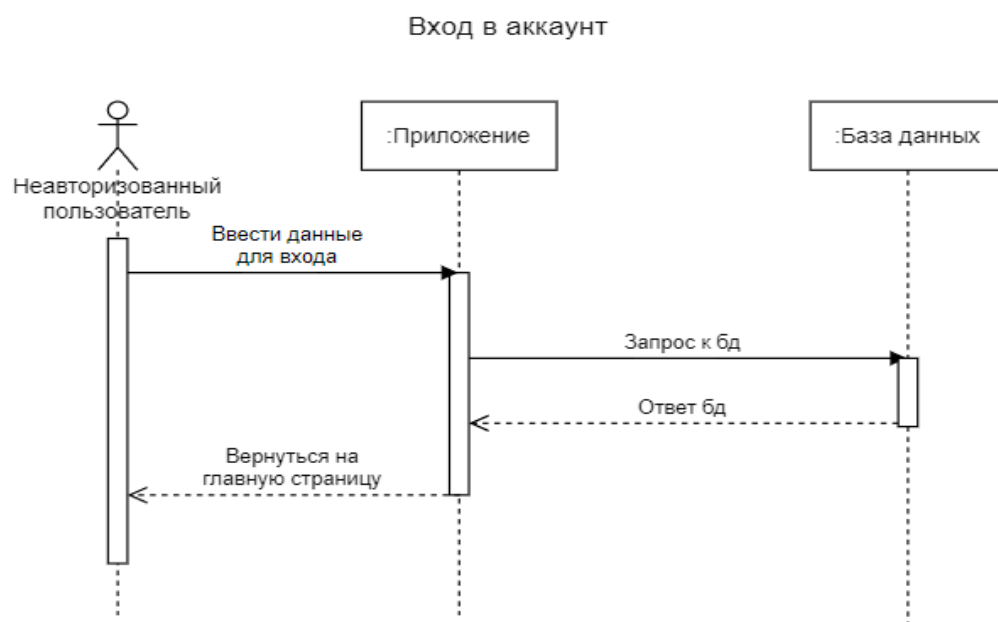 Вход в аккаунт
:Приложение
:База данных
Неавторизованный
пользователь
Ввести данные
для входа
Запрос к бд
Ответ бд
Вернуться на
главную страницу